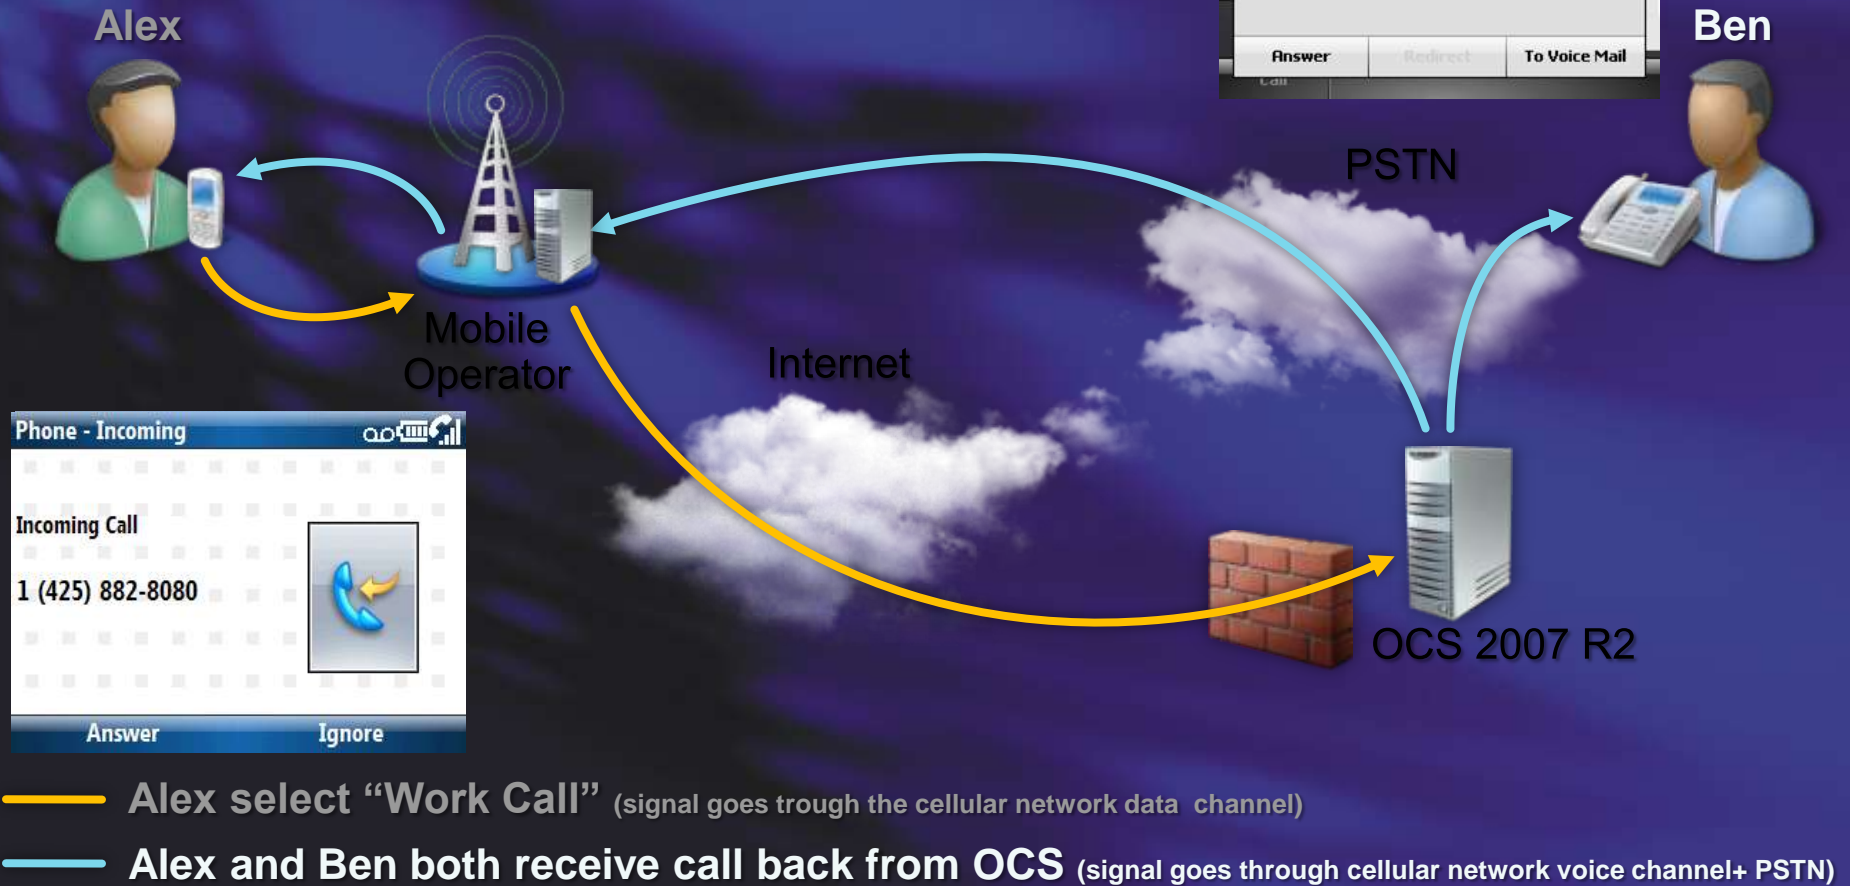 Alex
Ben
Answer
Redirect
To Voice Mail
Call
PSTN
Mobile
Operator
Internet
Phone - Incoming
Incoming Call
1 (425) 882-8080
Answer
Ignore
OCS 2007 R2
Alex select “Work Call” (signal goes trough the cellular network data channel)
Alex and Ben both receive call back from OCS (signal goes through cellular network voice channel+ PSTN)